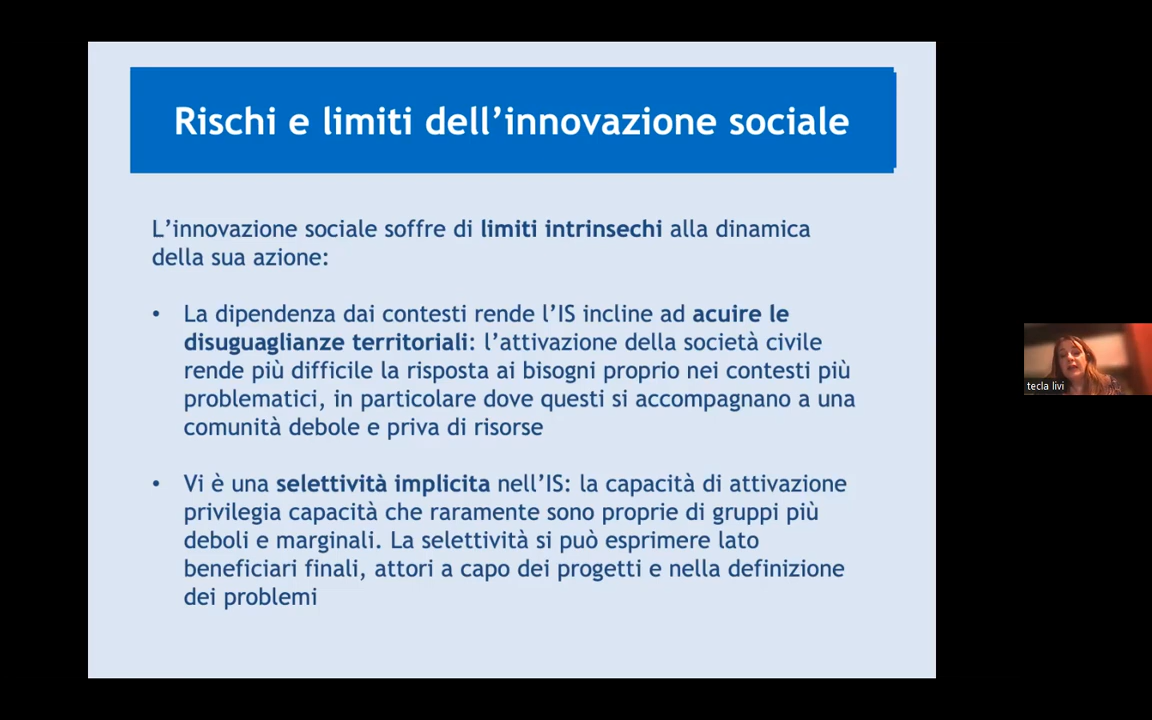 Rischi e limiti dell’innovazione sociale
L’innovazione sociale soffre di limiti intrinsechi alla dinamica
della sua azione:
• La dipendenza dai contesti rende l’IS incline ad acuire le
disuguaglianze territoriali: l’attivazione della società civile
rende più difficile la risposta ai bisogni proprio nei contesti più
problematici, in particolare dove questi si accompagnano a una
comunità debole e priva di risorse
• Vi è una selettività implicita nell’IS: la capacità di attivazione
privilegia capacità che raramente sono proprie di gruppi più
deboli e marginali. La selettività si può esprimere lato
beneficiari finali, attori a capo dei progetti e nella definizione
dei problemi
tecla livi